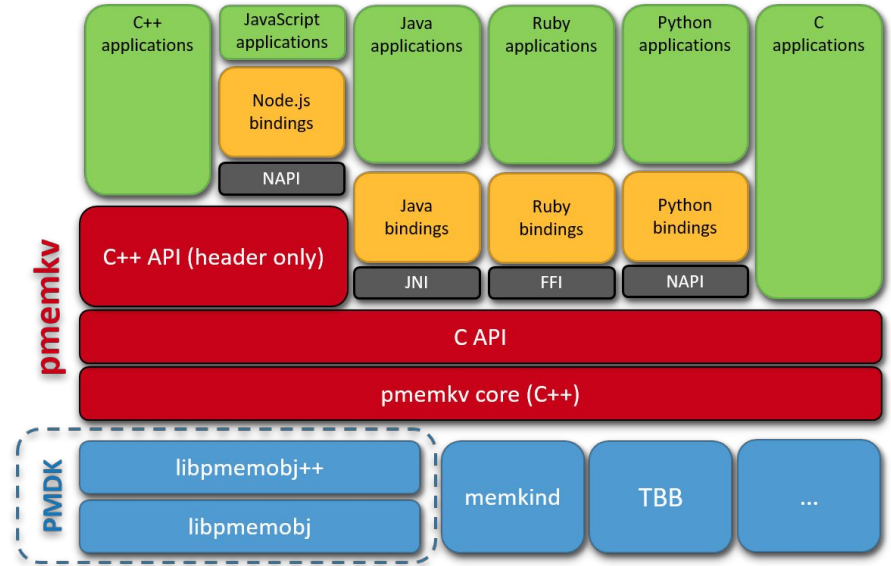 C++
applications
JavaScript
applications
Java
applications
Ruby
applications
Python
applications
C
applications
Node.js
bindings
NAPI
Java
bindings
Ruby
bindings
Python
bindings
JNI
FFI
NAPI
pmemkv
C++ API (header only)
C API
pmemkv core (C++)
PMDK
libpmemobj++
libpmemobj
memkind
TBB
...